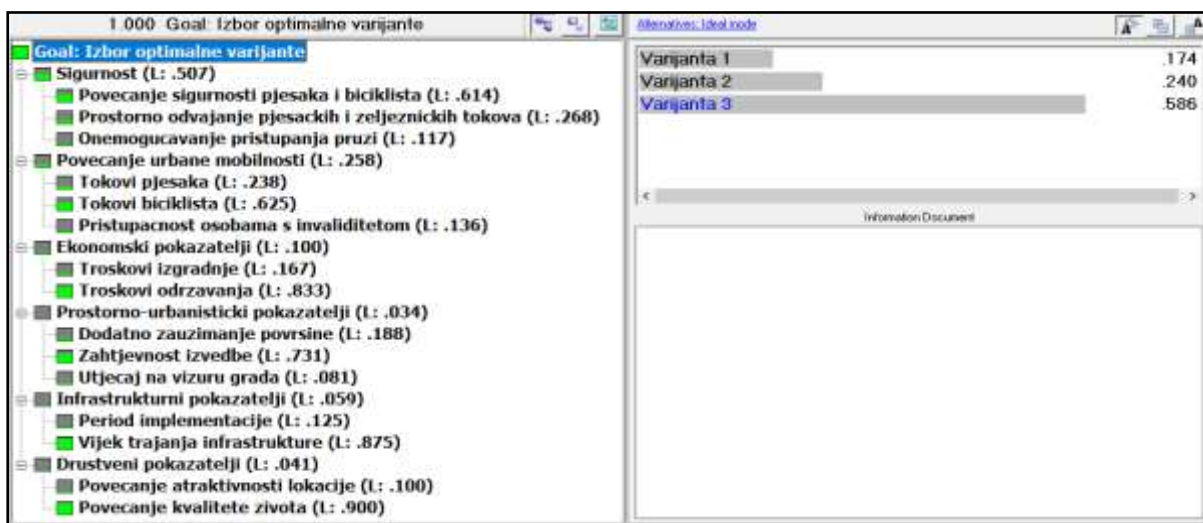 1.000 Goal: Izbor optimalne varijante
Goal: Izbor optimalne varijante
Sigurnost (L: .507)
Povecanje sigurnosti pjesaka i biciklista (L: .614)
Prostorno odvajanje pjesackih i zeljeznickih tokova (L: .268)
Onemogucavanje pristupanja pruzi (L: .117)
Povecanje urbane mobilnosti (L: .258)
Tokovi pjesaka (L: .238)
Tokovi biciklista (L: .625)
Pristupacnost osobama s invaliditetom (L: .136)
Ekonomski pokazatelji (L: .100)
Troskovi izgradnje (L: .167)
Troskovi odrzavanja (L: .833)
Prostorno-urbanisticki pokazatelji (L: .034)
Dodatno zauzimanje povrsine (L: .188)
Zahtjevnost izvedbe (L: .731)
Utjecaj na vizuru grada (L: .081)
Infrastrukturni pokazatelji (L: .059)
Period implementacije (L: .125)
Vijek trajanja infrastrukture (L: .875)
Drustveni pokazatelji (L: .041)
Povecanje atraktivnosti lokacije (L: .100)
Povecanje kvalitete zivota (L: .900)
Alternatives: Ideal mode
Varijanta 1 .174
Varijanta 2 .240
Varijanta 3 .586
Information Document